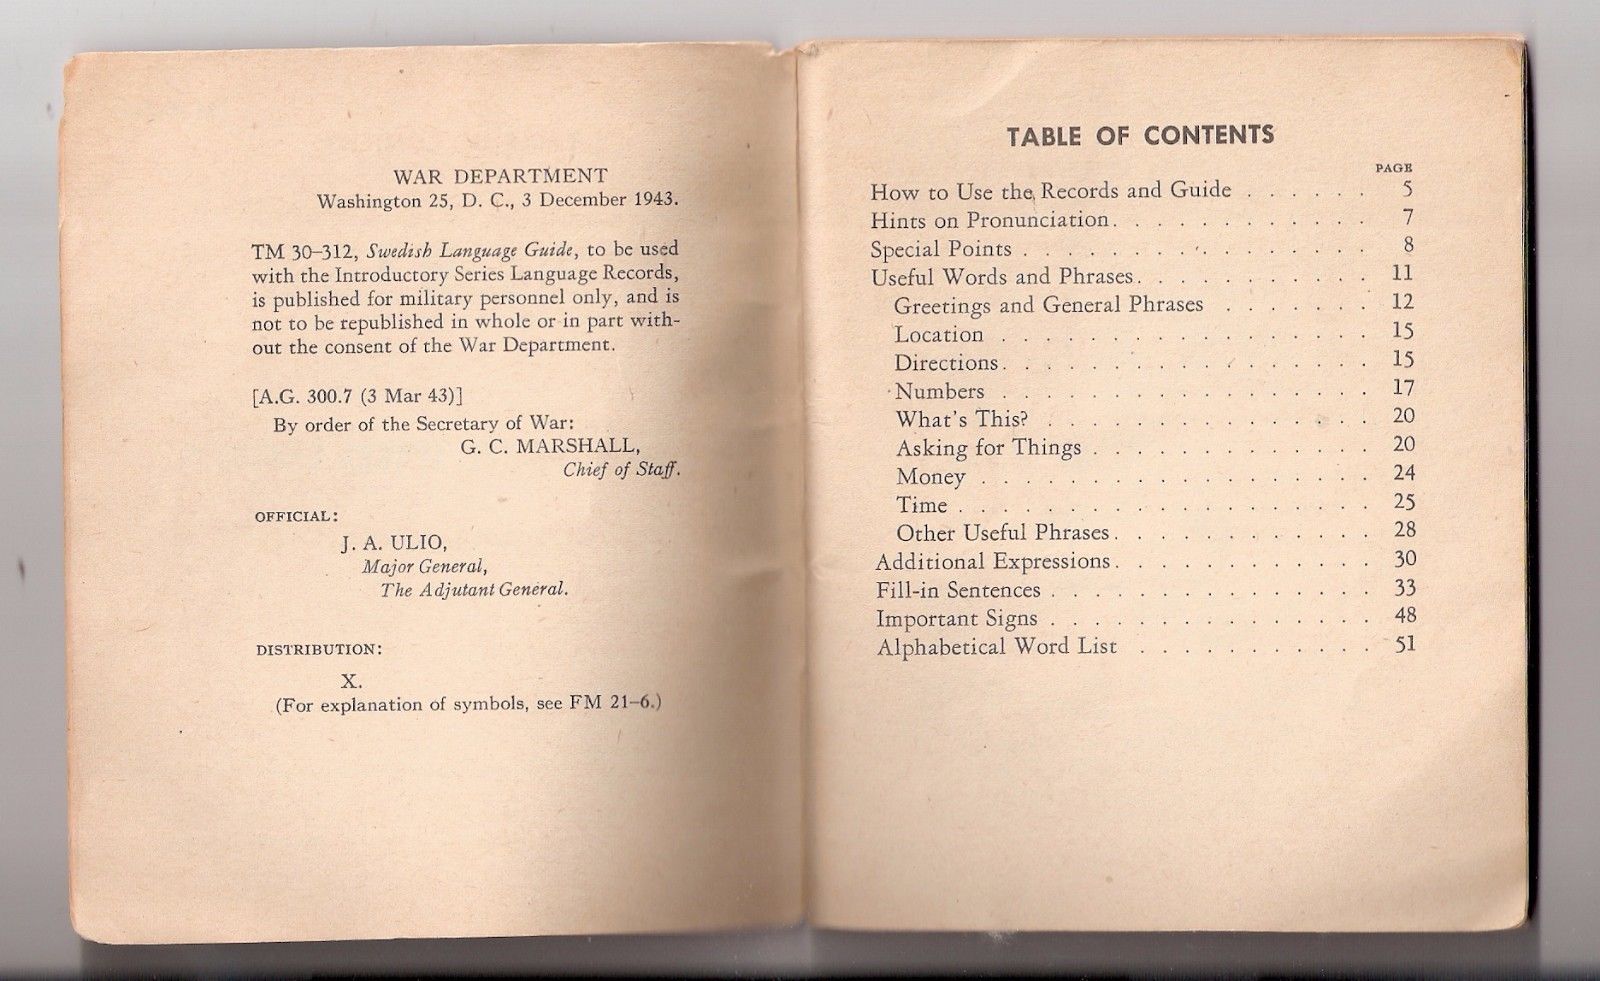 WAR DEPARTMENT
Washington 25, D. C., 3 December 1943.
TM 30–312, Swedish Language Guide, to be used
with the Introductory Series Language Records,
is published for military personnel only, and is
not to be republished in whole or in part with-
out the consent of the War Department.
[A.G. 300.7 (3 Mar 43)]
By order of the Secretary of War:
G. C. MARSHALL,
Chief of Staff.
OFFICIAL:
J. A. ULIO,
Major General,
The Adjutant General.
DISTRIBUTION:
X.
(For explanation of symbols, see FM 21–6.)
TABLE OF CONTENTS
PAGE
How to Use the Records and Guide . . . . . . 5
Hints on Pronunciation . . . . . . . . . . . . 7
Special Points . . . . . . . . . . . . . . . . 8
Useful Words and Phrases . . . . . . . . . . . 11
Greetings and General Phrases . . . . . . . 12
Location . . . . . . . . . . . . . . . . . 15
Directions . . . . . . . . . . . . . . . . . 15
Numbers . . . . . . . . . . . . . . . . . 17
What's This? . . . . . . . . . . . . . . . 20
Asking for Things . . . . . . . . . . . . . 20
Money . . . . . . . . . . . . . . . . . . 24
Time . . . . . . . . . . . . . . . . . . . 25
Other Useful Phrases . . . . . . . . . . . . 28
Additional Expressions . . . . . . . . . . . . 30
Fill-in Sentences . . . . . . . . . . . . . . . 33
Important Signs . . . . . . . . . . . . . . . 48
Alphabetical Word List . . . . . . . . . . . 51